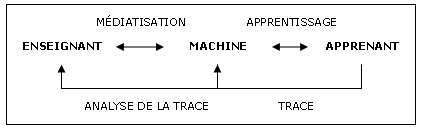 MÉDIATISATION APPRENTISSAGE
ENSEIGNANT MACHINE APPRENANT
ANALYSE DE LA TRACE TRACE